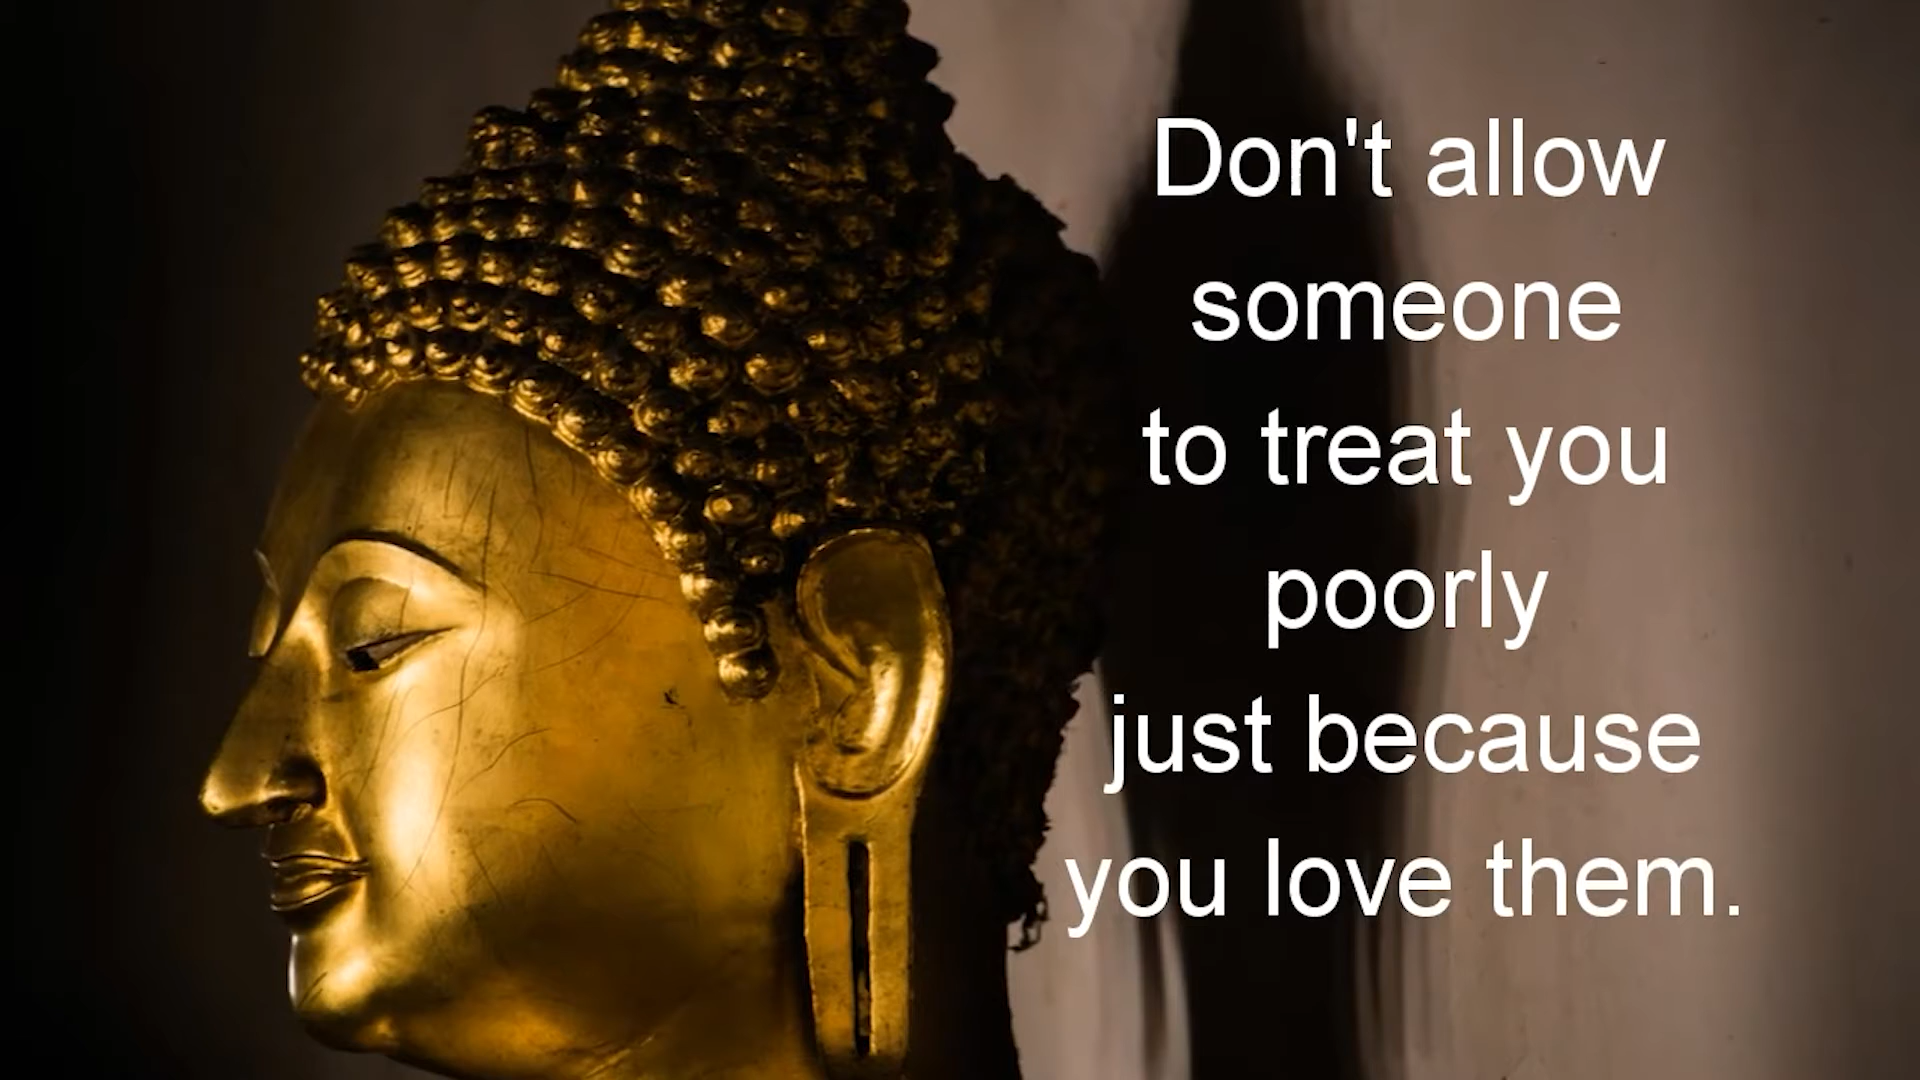 Don't allow
someone
to treat you
poorly
just because
you love them.